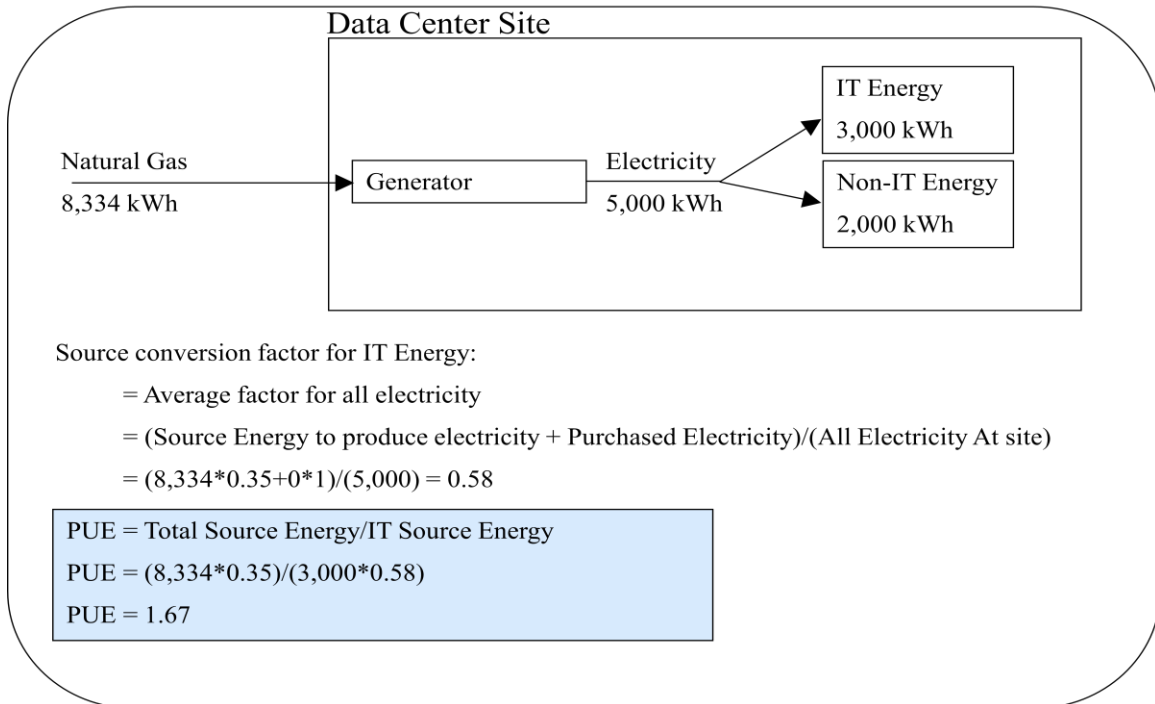 Data Center Site
Natural Gas
8,334 kWh
Generator
Electricity
5,000 kWh
IT Energy
3,000 kWh
Non-IT Energy
2,000 kWh
Source conversion factor for IT Energy:
= Average factor for all electricity
= (Source Energy to produce electricity + Purchased Electricity)/(All Electricity At site)
= (8,334*0.35+0*1)/(5,000) = 0.58
PUE = Total Source Energy/IT Source Energy
PUE = (8,334*0.35)/(3,000*0.58)
PUE = 1.67